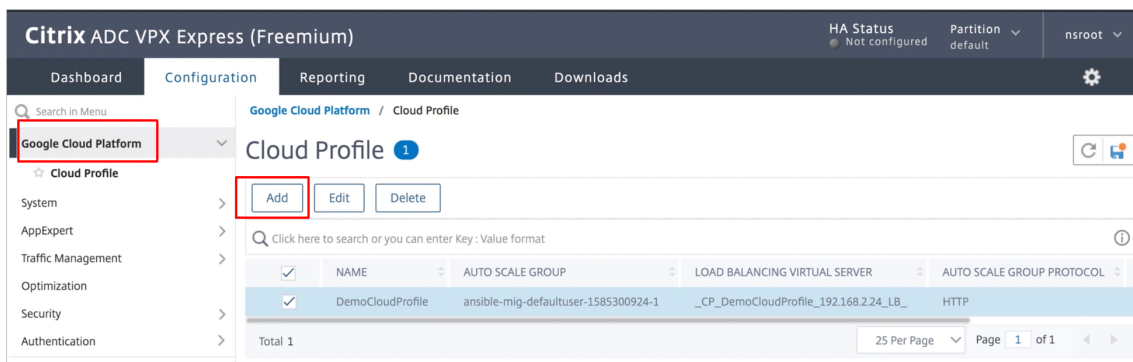 Citrix ADC VPX Express (Freemium)
HA Status
Not configured
Partition
default
nsroot
Dashboard Configuration Reporting Documentation Downloads
Search in Menu
Google Cloud Platform
Cloud Profile
System
AppExpert
Traffic Management
Optimization
Security
Authentication
Google Cloud Platform / Cloud Profile
Cloud Profile 1
Add Edit Delete
Click here to search or you can enter Key : Value format
NAME AUTO SCALE GROUP LOAD BALANCING VIRTUAL SERVER AUTO SCALE GROUP PROTOCOL
DemoCloudProfile ansible-mig-defaultuser-1585300924-1 _CP_DemoCloudProfile_192.168.2.24_LB_ HTTP
Total 1 25 Per Page Page 1 of 1